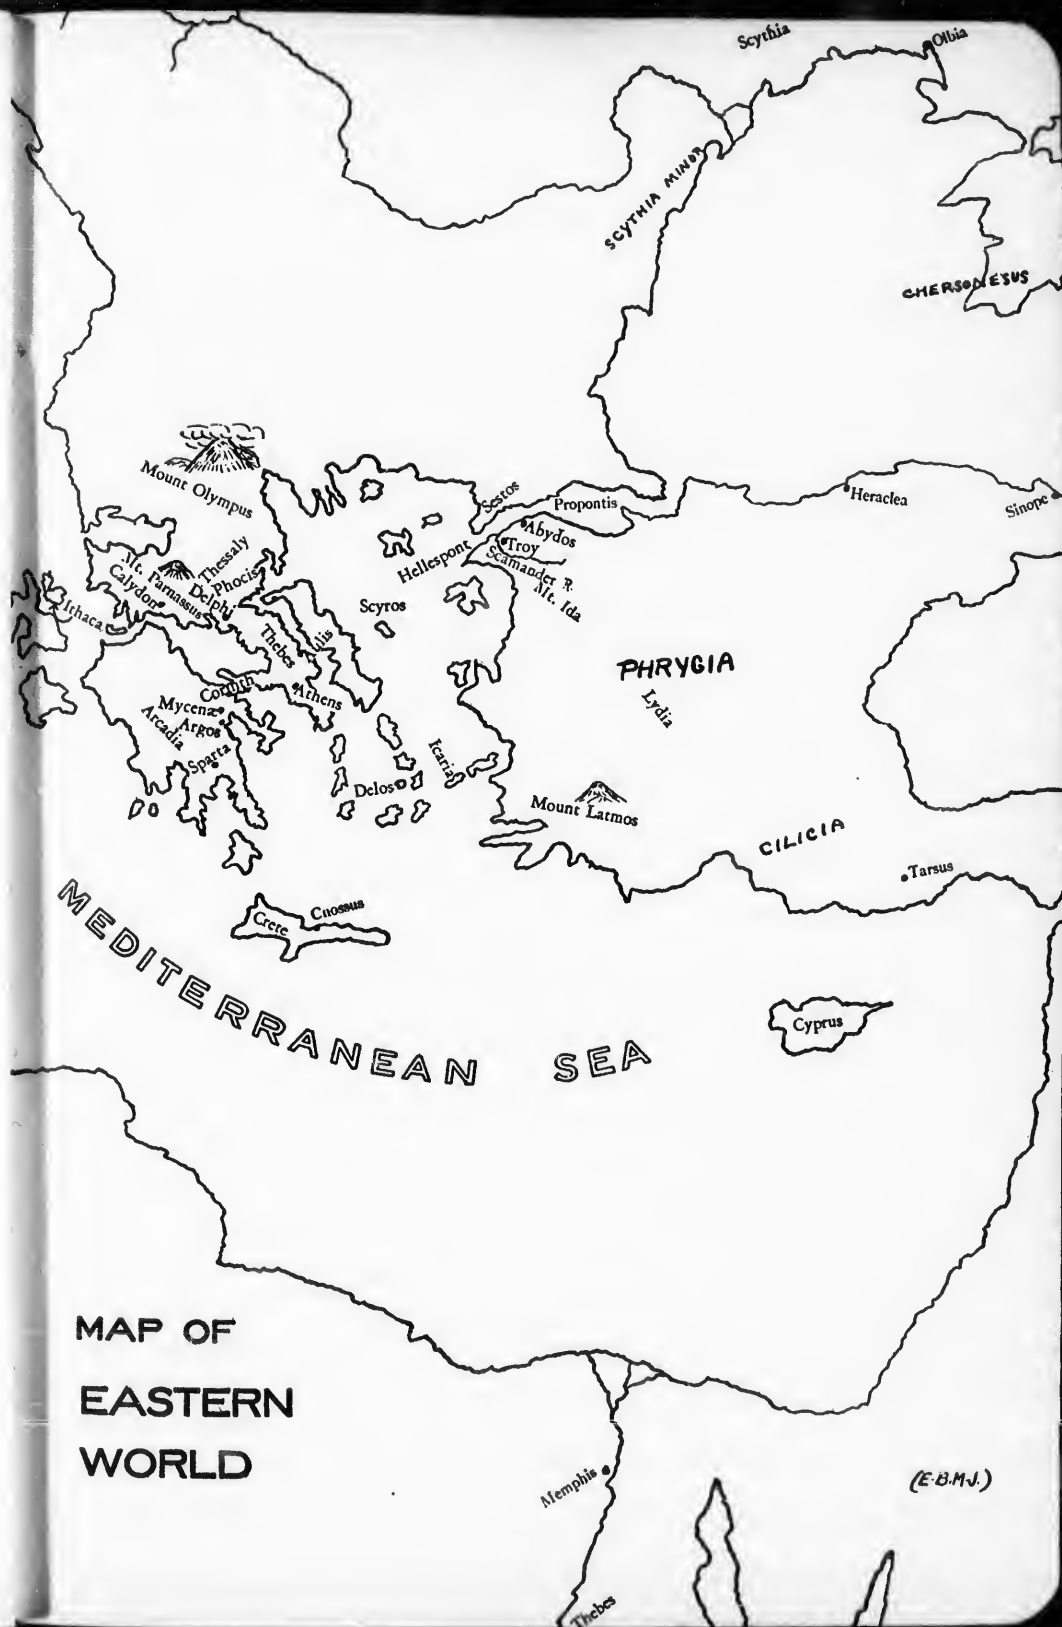 Scythia
Olbia
SCYTHIA MINOR
CHERSONESUS
Mount Olympus
Sestos
Propontis
Heraclea
Sinope
Abydos
Troy
Hellespont
Scamander R.
Mt. Ida
Thessaly
Mt. Parnassus
Phocis
Delphi
Calydon
Ithaca
Scyros
Thebes
PHRYGIA
Lydia
Corinth
Athens
Mycenæ
Argos
Arcadia
Sparta
Icaria
Delos
Mount Latmos
CILICIA
Tarsus
Cnossus
Crete
Cyprus
MEDITERRANEAN SEA
MAP OF
EASTERN
WORLD
Memphis
(E.B.M.J.)
Thebes